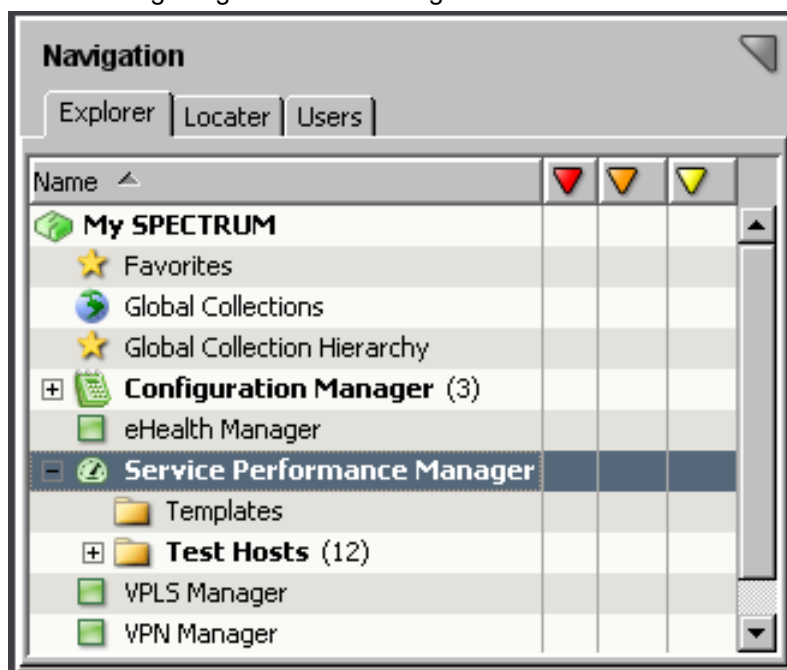 Navigation
Explorer Locater Users
Name
My SPECTRUM
Favorites
Global Collections
Global Collection Hierarchy
Configuration Manager (3)
eHealth Manager
Service Performance Manager
Templates
Test Hosts (12)
VPLS Manager
VPN Manager